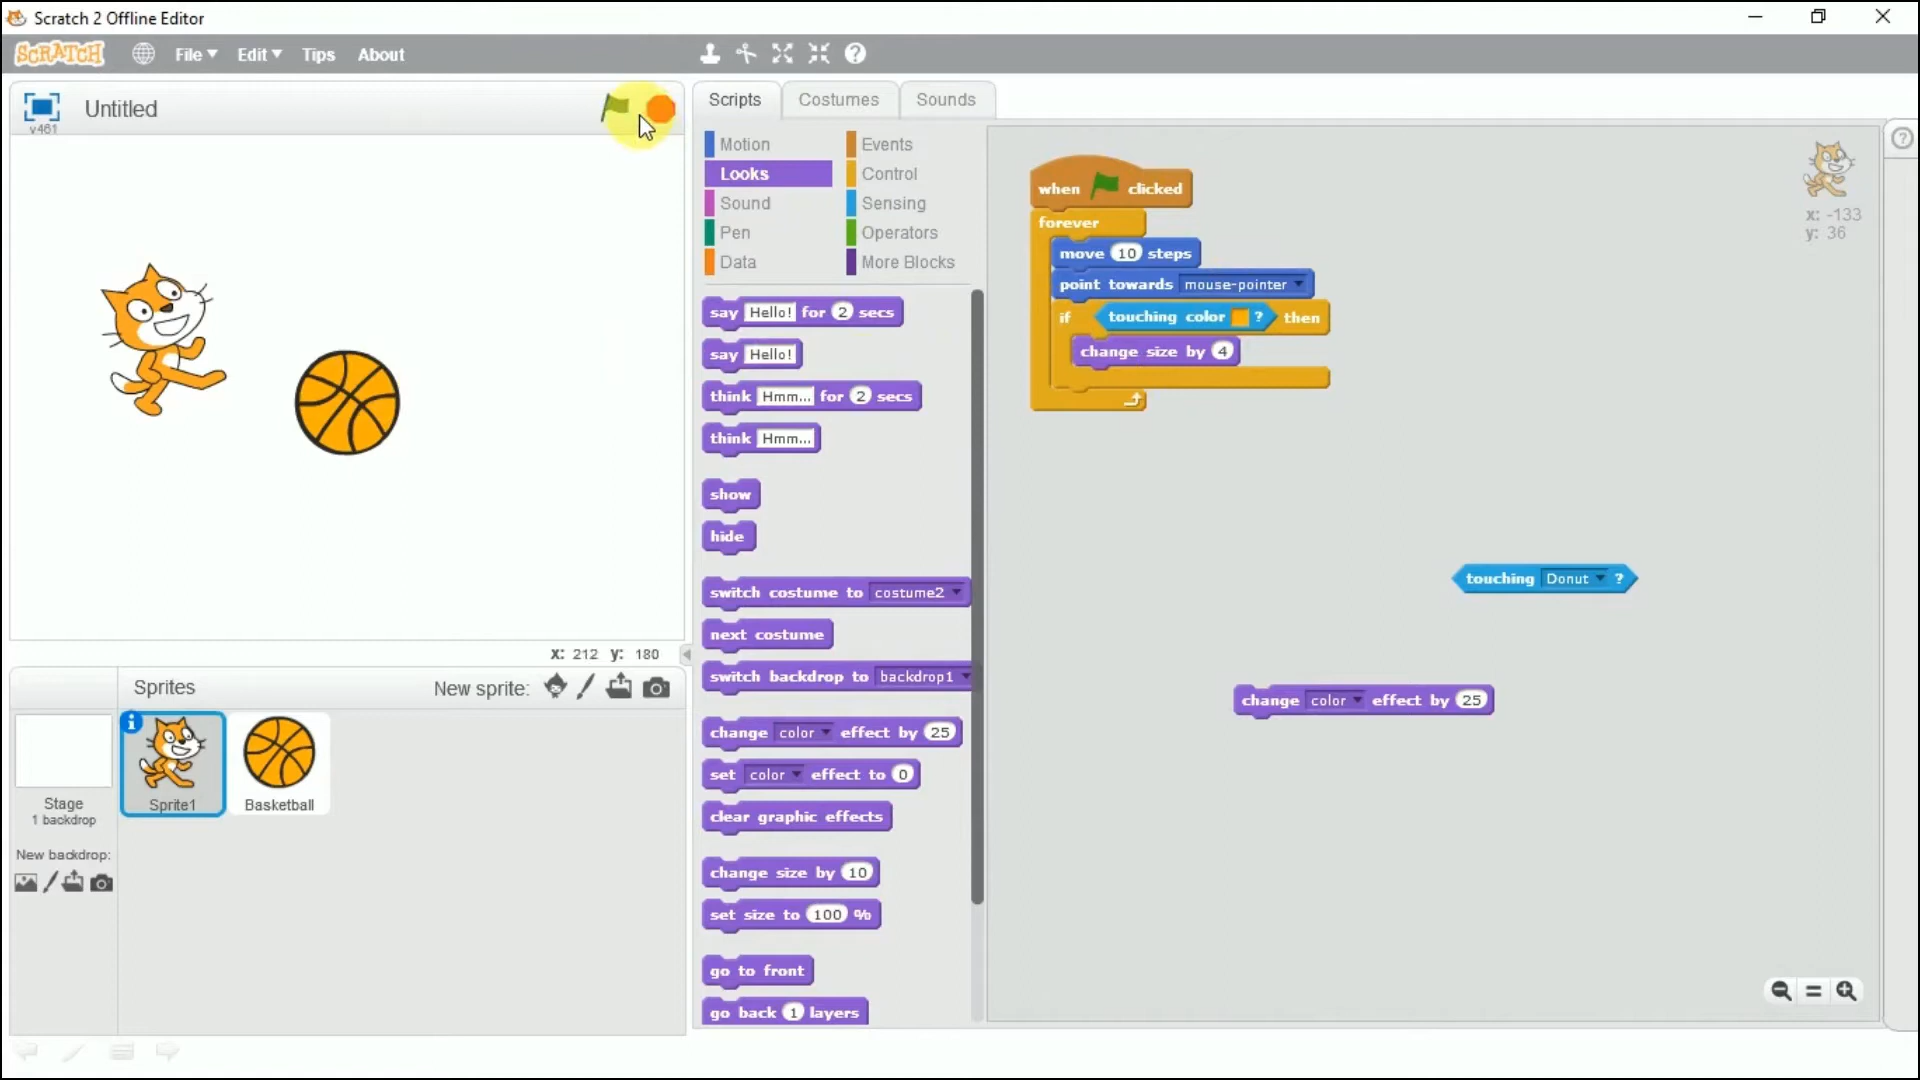 Scratch 2 Offline Editor
SCRATCH File Edit Tips About
v461 Untitled
Scripts Costumes Sounds
Motion Events
Looks Control
Sound Sensing
Pen Operators
Data More Blocks
say Hello! for 2 secs
say Hello!
think Hmm... for 2 secs
think Hmm...
show
hide
switch costume to costume2
next costume
switch backdrop to backdrop1
change color effect by 25
set color effect to 0
clear graphic effects
change size by 10
set size to 100 %
go to front
go back 1 layers
when clicked
forever
move 10 steps
point towards mouse-pointer
if touching color ? then
change size by 4
touching Donut ?
change color effect by 25
x: -133
y: 36
x: 212 y: 180
Sprites New sprite:
Stage
1 backdrop
New backdrop:
Sprite1
Basketball